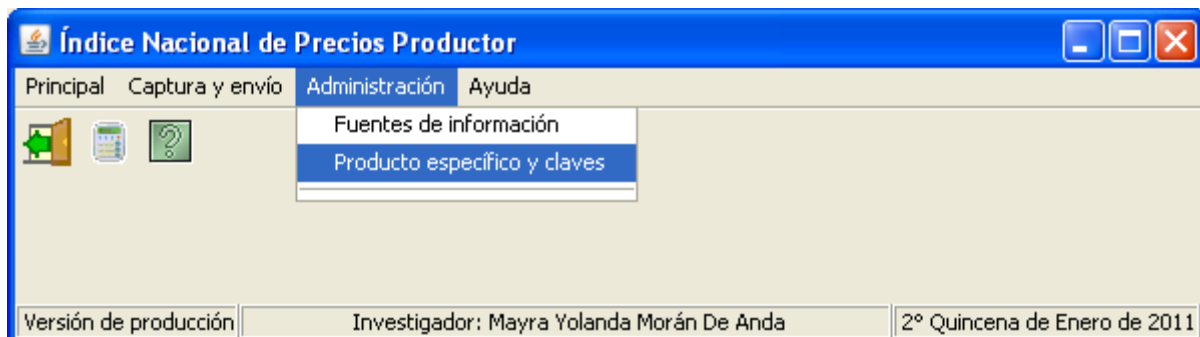 Índice Nacional de Precios Productor
Principal Captura y envío Administración Ayuda
Fuentes de información
Producto específico y claves
Versión de producción Investigador: Mayra Yolanda Morán De Anda 2° Quincena de Enero de 2011